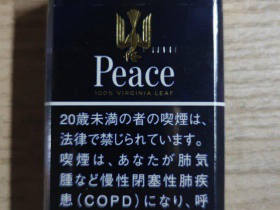 Peace
100% VIRGINIA LEAF
20歳未満の者の喫煙は、
法律で禁じられています。
喫煙は、あなたが肺気
腫など慢性閉塞性肺疾
患(COPD)になり、呼